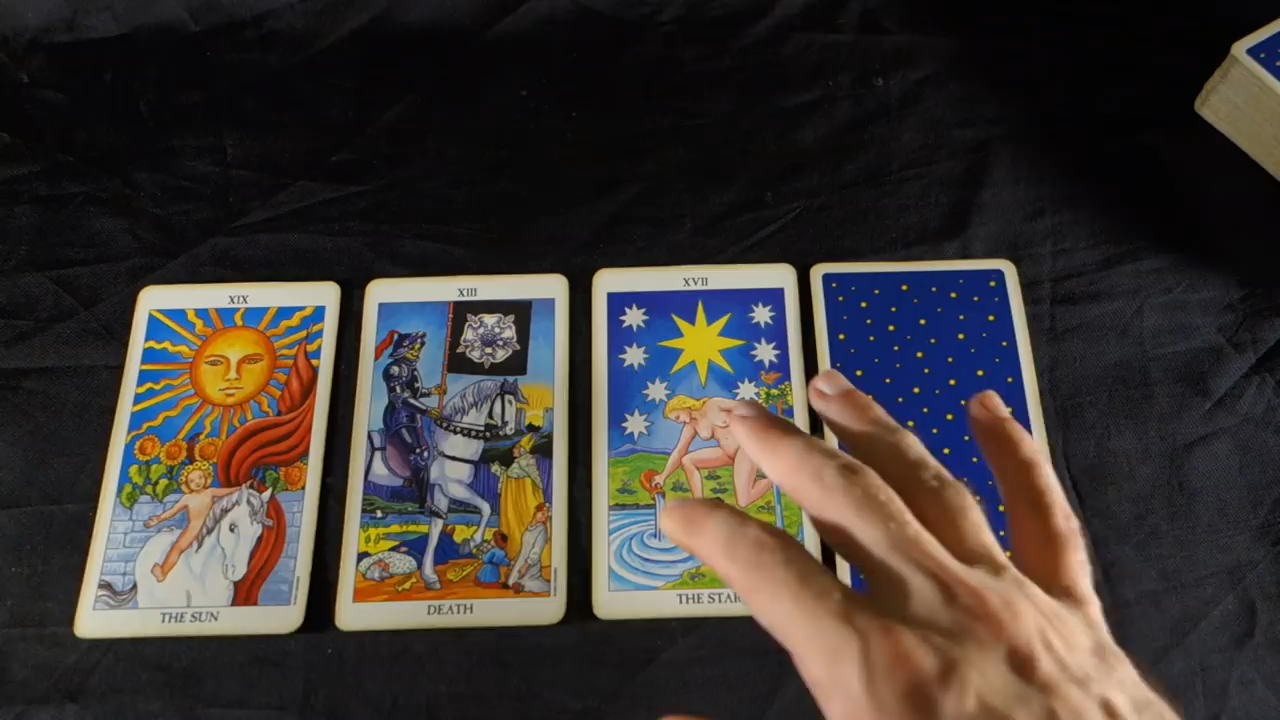 XIX
THE SUN
XIII
DEATH
XVII
THE STAR